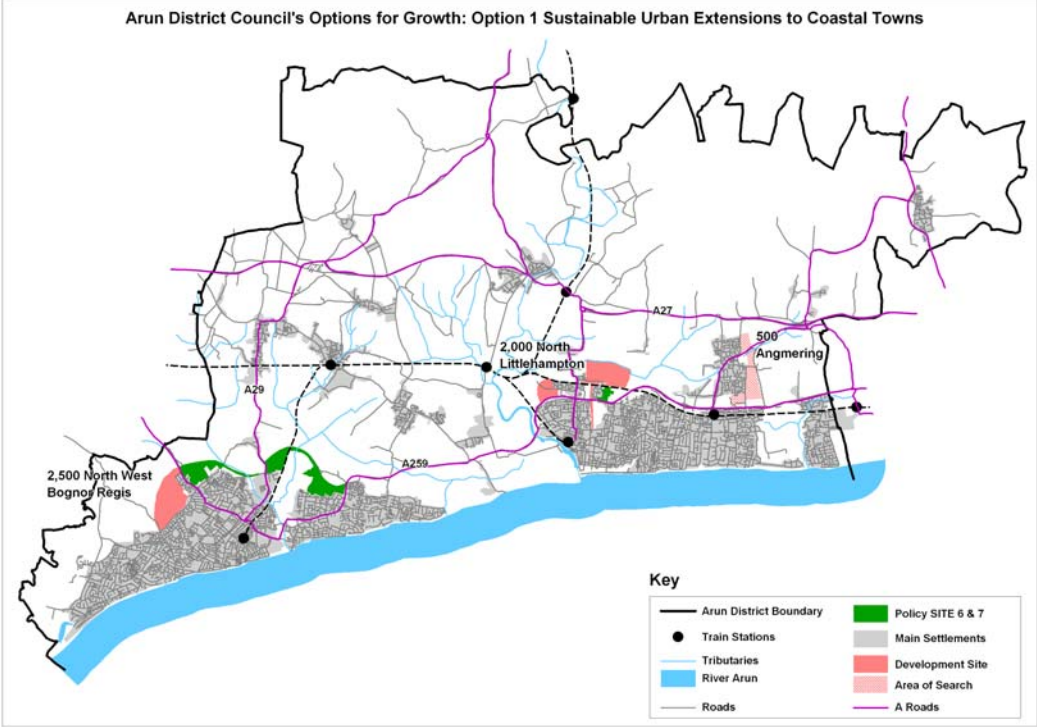 Arun District Council's Options for Growth: Option 1 Sustainable Urban Extensions to Coastal Towns
A27
2,000 North
Littlehampton
500
Angmering
A29
A259
2,500 North West
Bognor Regis
Key
Arun District Boundary
Train Stations
Tributaries
River Arun
Roads
Policy SITE 6 & 7
Main Settlements
Development Site
Area of Search
A Roads